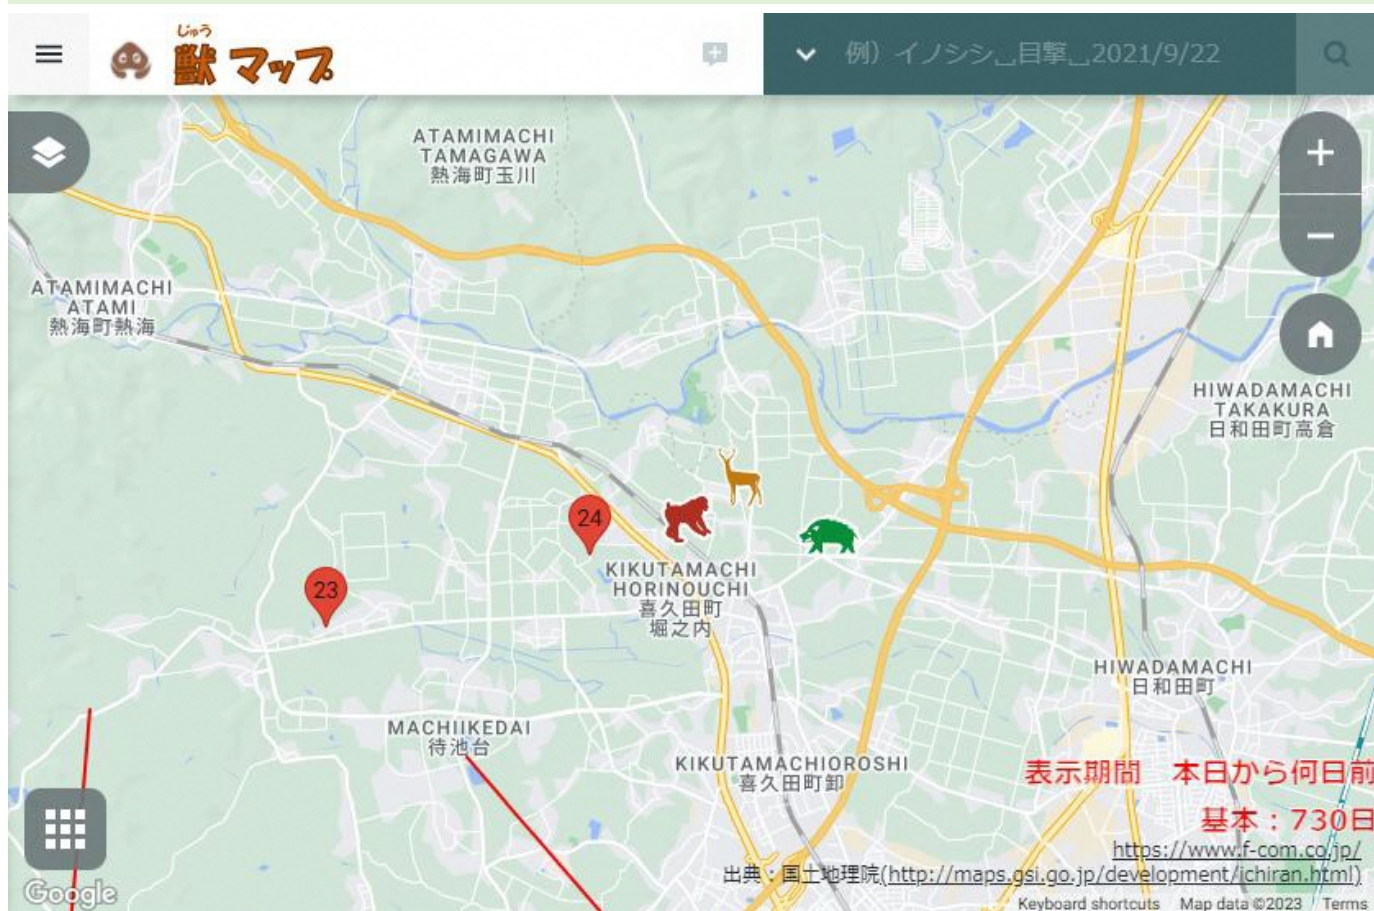 じゅう
獣 マップ
例）イノシシ␣目撃␣2021/9/22
ATAMIMACHI
TAMAGAWA
熱海町玉川
ATAMIMACHI
ATAMI
熱海町熱海
HIWADAMACHI
TAKAKURA
日和田町高倉
24
23
KIKUTAMACHI
HORINOUCHI
喜久田町
堀之内
HIWADAMACHI
日和田町
MACHIIKEDAI
待池台
KIKUTAMACHIOROSHI
喜久田町卸
表示期間　本日から何日前
基本：730日
https://www.f-com.co.jp/
出典：国土地理院(http://maps.gsi.go.jp/development/ichiran.html)
Google
Keyboard shortcuts Map data ©2023 Terms